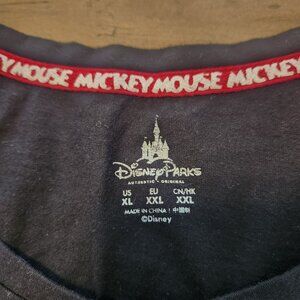 MOUSE MICKEY MOUSE MICKEY
Disney PARKS
AUTHENTIC • ORIGINAL
US EU CN/HK
XL XXL XXL
MADE IN CHINA / 中国制
©Disney